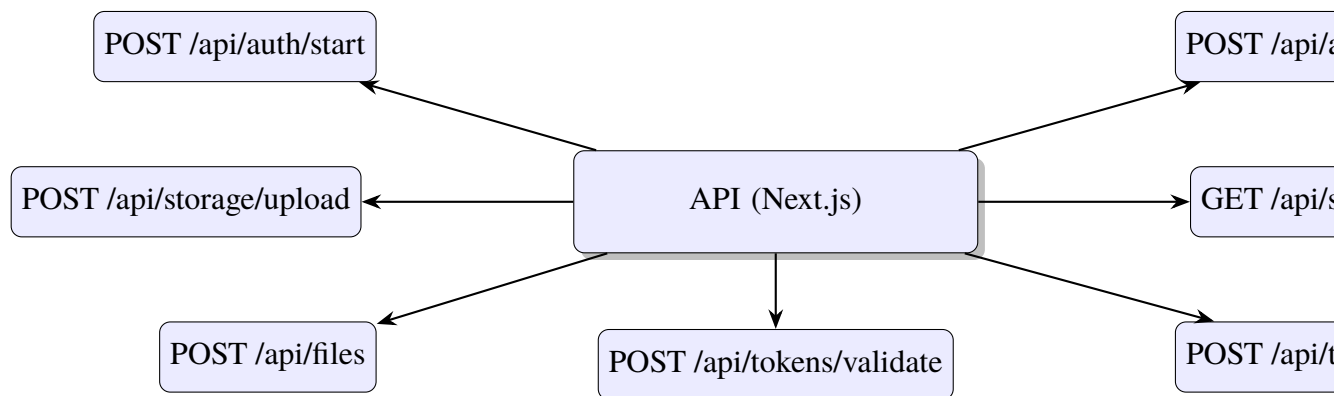 POST /api/auth/start
POST /api/a
API (Next.js)
POST /api/storage/upload
GET /api/s
POST /api/files
POST /api/tokens/validate
POST /api/t